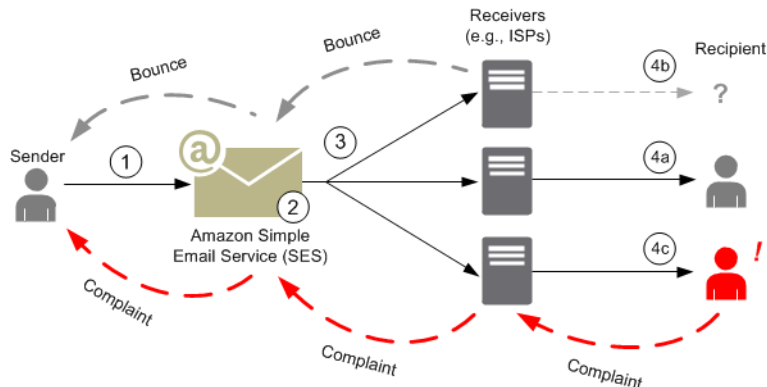 Receivers
(e.g., ISPs)
Recipient
Bounce
Bounce
4b
?
Sender
1
@
3
4a
2
Amazon Simple
Email Service (SES)
4c
!
Complaint
Complaint
Complaint